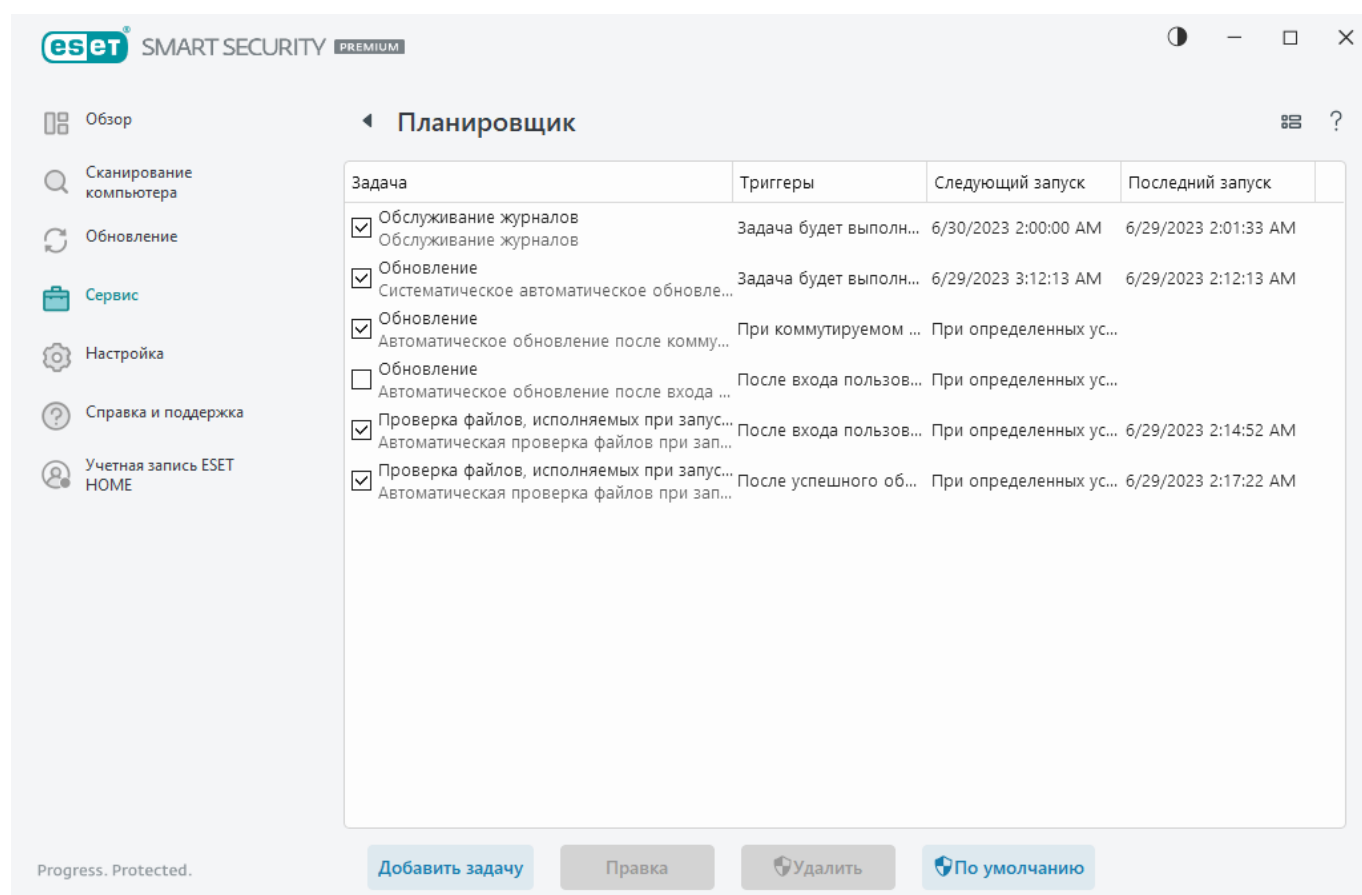 eset® SMART SECURITY PREMIUM
Обзор
Сканирование
компьютера
Обновление
Сервис
Настройка
Справка и поддержка
Учетная запись ESET
HOME
Планировщик
?
Задача Триггеры Следующий запуск Последний запуск
Обслуживание журналов
Обслуживание журналов
Задача будет выполн... 6/30/2023 2:00:00 AM 6/29/2023 2:01:33 AM
Обновление
Систематическое автоматическое обновле...
Задача будет выполн... 6/29/2023 3:12:13 AM 6/29/2023 2:12:13 AM
Обновление
Автоматическое обновление после комму...
При коммутируемом ... При определенных ус...
Обновление
Автоматическое обновление после входа ...
После входа пользов... При определенных ус...
Проверка файлов, исполняемых при запус...
Автоматическая проверка файлов при зап...
После входа пользов... При определенных ус... 6/29/2023 2:14:52 AM
Проверка файлов, исполняемых при запус...
Автоматическая проверка файлов при зап...
После успешного об... При определенных ус... 6/29/2023 2:17:22 AM
Progress. Protected.
Добавить задачу Правка Удалить По умолчанию